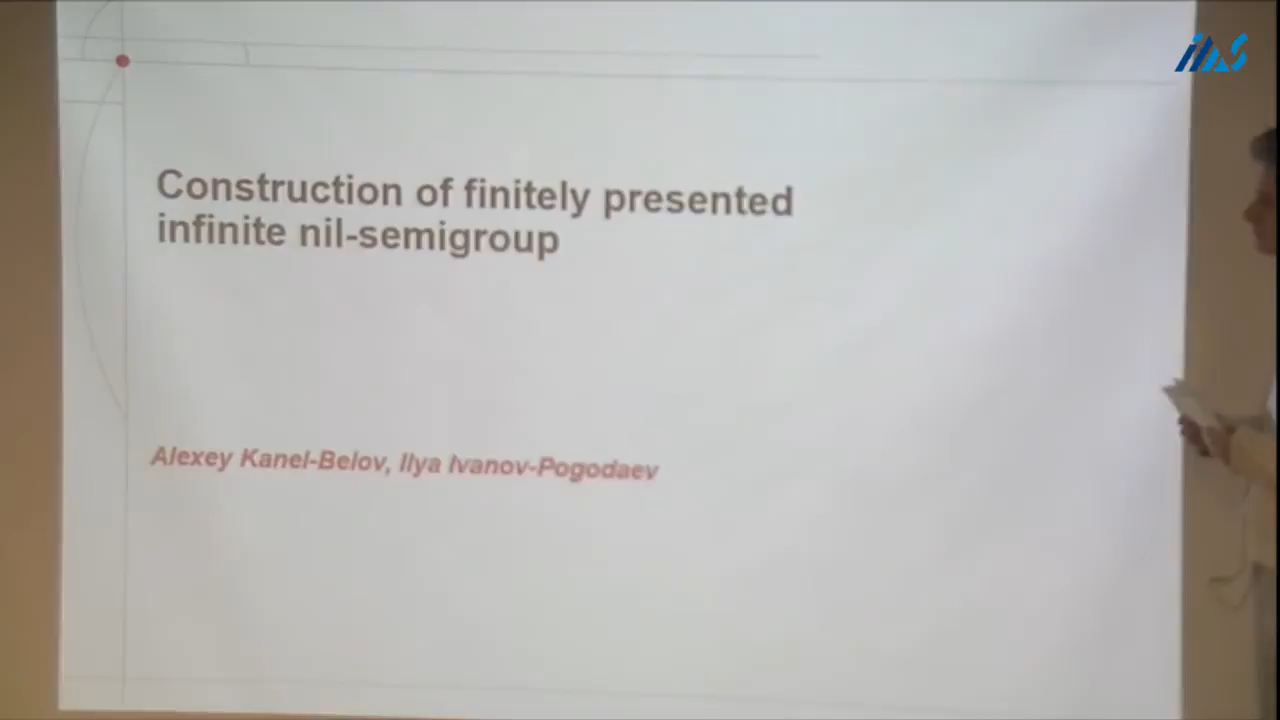 Construction of finitely presented
infinite nil-semigroup
Alexey Kanel-Belov, Ilya Ivanov-Pogodaev